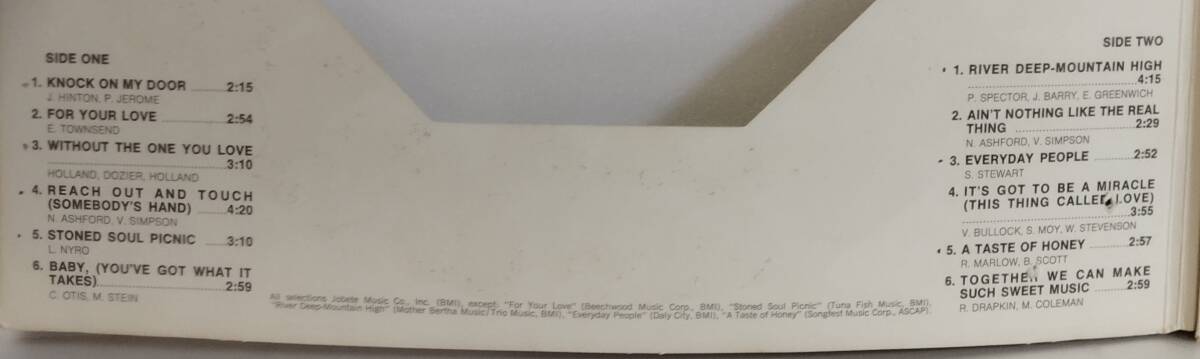 SIDE ONE
1. KNOCK ON MY DOOR ........... 2:15
J. HINTON, P. JEROME
2. FOR YOUR LOVE ........... 2:54
E. TOWNSEND
3. WITHOUT THE ONE YOU LOVE
........... 3:10
HOLLAND, DOZIER, HOLLAND
4. REACH OUT AND TOUCH
(SOMEBODY'S HAND) ........... 4:20
N. ASHFORD, V. SIMPSON
5. STONED SOUL PICNIC ........... 3:10
L. NYRO
6. BABY, (YOU'VE GOT WHAT IT
TAKES) ........... 2:59
C. OTIS, M. STEIN
SIDE TWO
1. RIVER DEEP-MOUNTAIN HIGH
........... 4:15
P. SPECTOR, J. BARRY, E. GREENWICH
2. AIN'T NOTHING LIKE THE REAL
THING ........... 2:29
N. ASHFORD, V. SIMPSON
3. EVERYDAY PEOPLE ........... 2:52
S. STEWART
4. IT'S GOT TO BE A MIRACLE
(THIS THING CALLED LOVE)
........... 3:55
V. BULLOCK, S. MOY, W. STEVENSON
5. A TASTE OF HONEY ........... 2:57
R. MARLOW, B. SCOTT
6. TOGETHER WE CAN MAKE
SUCH SWEET MUSIC ........... 2:59
R. DRAPKIN, M. COLEMAN
All selections Jobete Music Co., Inc. (BMI), except: "For Your Love" (Beechwood Music Corp., BMI), "Stoned Soul Picnic" (Tuna Fish Music, BMI),
"River Deep-Mountain High" (Mother Bertha Music/Trio Music, BMI), "Everyday People" (Daly City, BMI), "A Taste of Honey" (Songfest Music Corp., ASCAP).